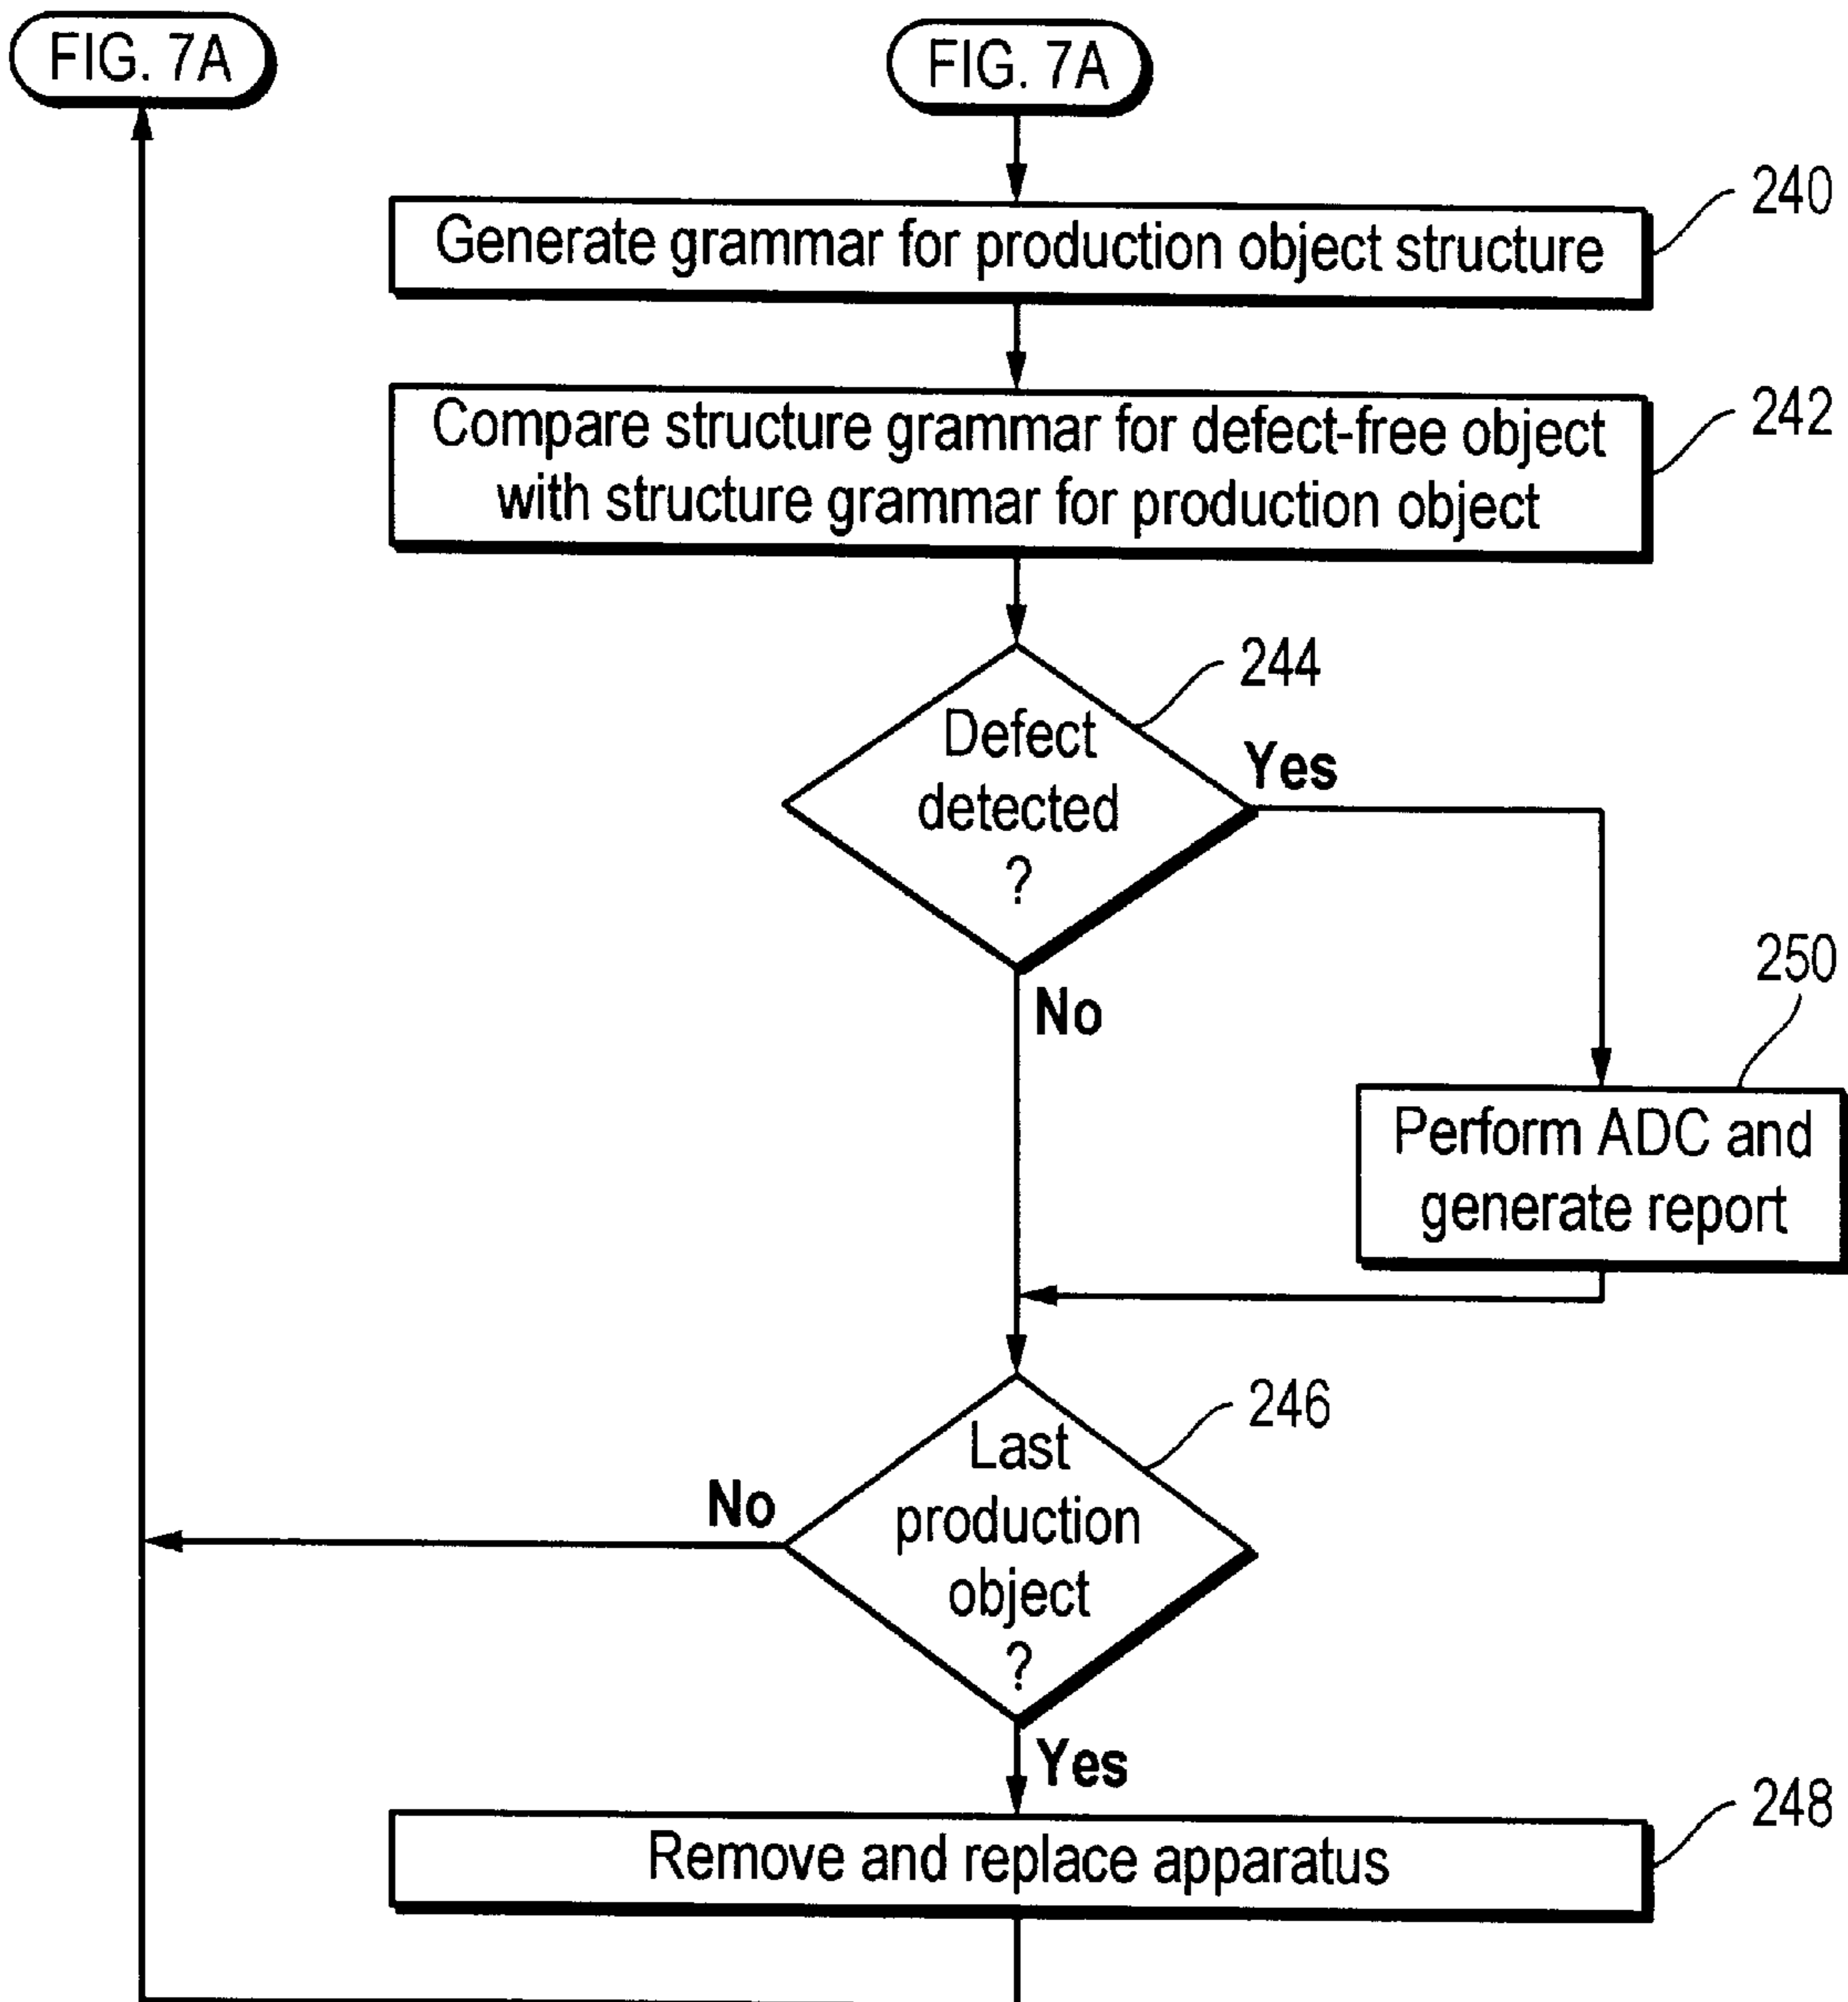 FIG. 7A
FIG. 7A
240
Generate grammar for production object structure
242
Compare structure grammar for defect-free object
with structure grammar for production object
244
Defect
detected
?
Yes
No
250
Perform ADC and
generate report
246
Last
production
object
?
No
Yes
248
Remove and replace apparatus